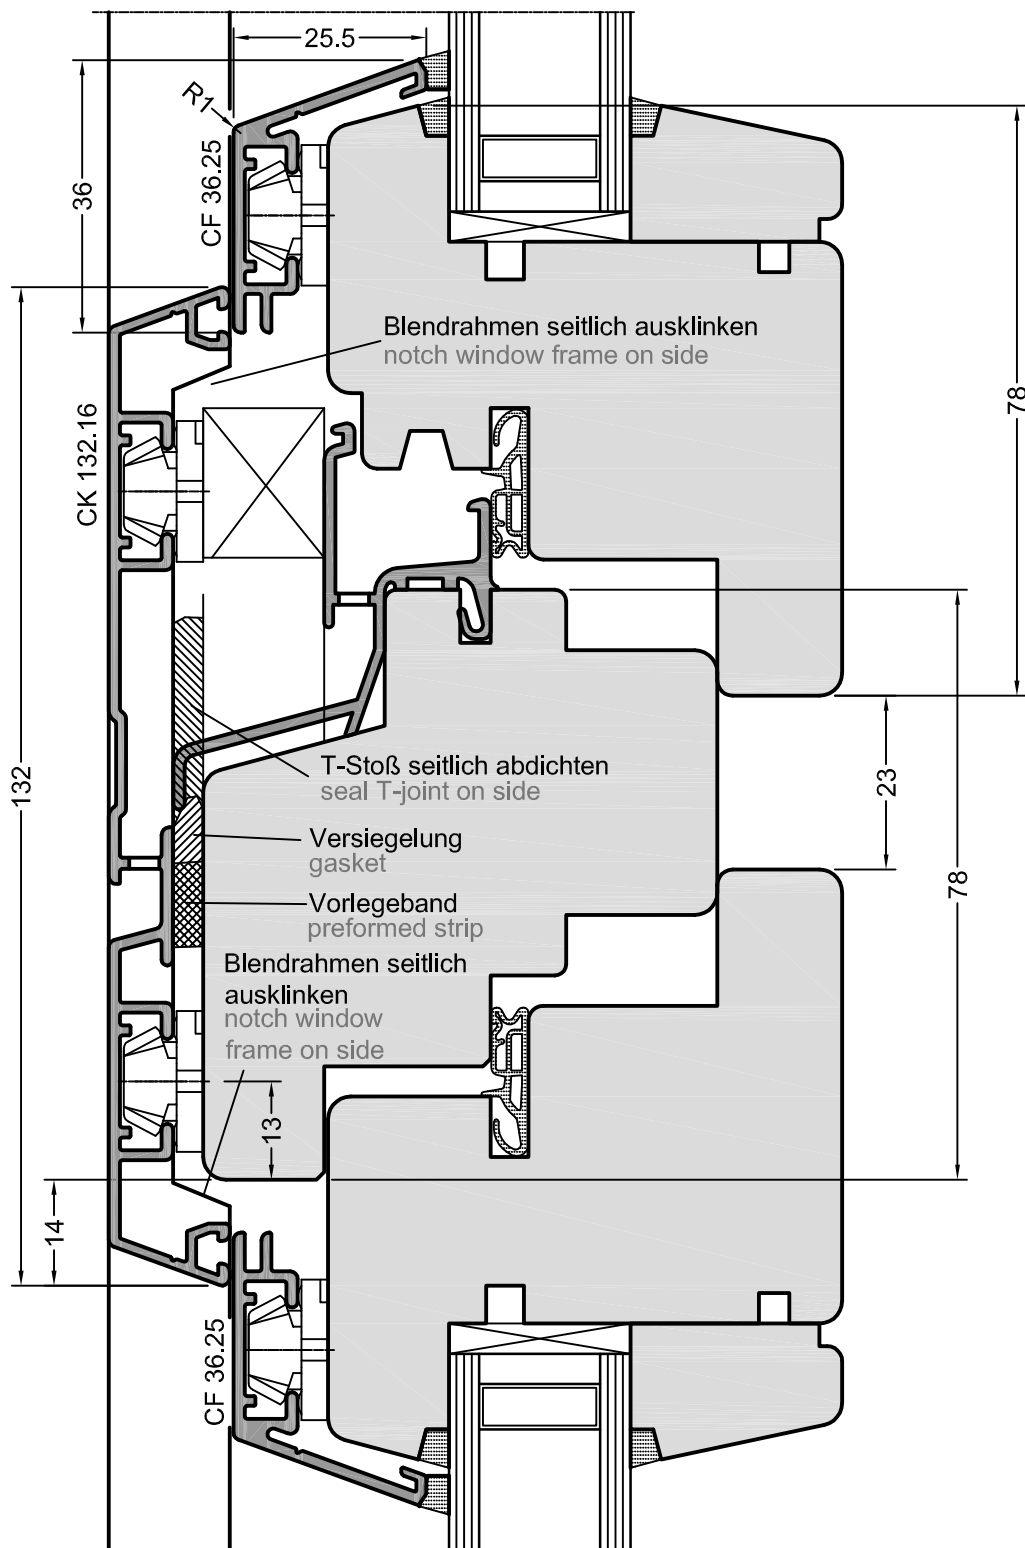 25.5
R1
36
CF 36.25
Blendrahmen seitlich ausklinken
notch window frame on side
78
CK 132.16
132
T-Stoß seitlich abdichten
seal T-joint on side
23
Versiegelung
gasket
78
Vorlegeband
preformed strip
Blendrahmen seitlich
ausklinken
notch window
frame on side
13
14
CF 36.25